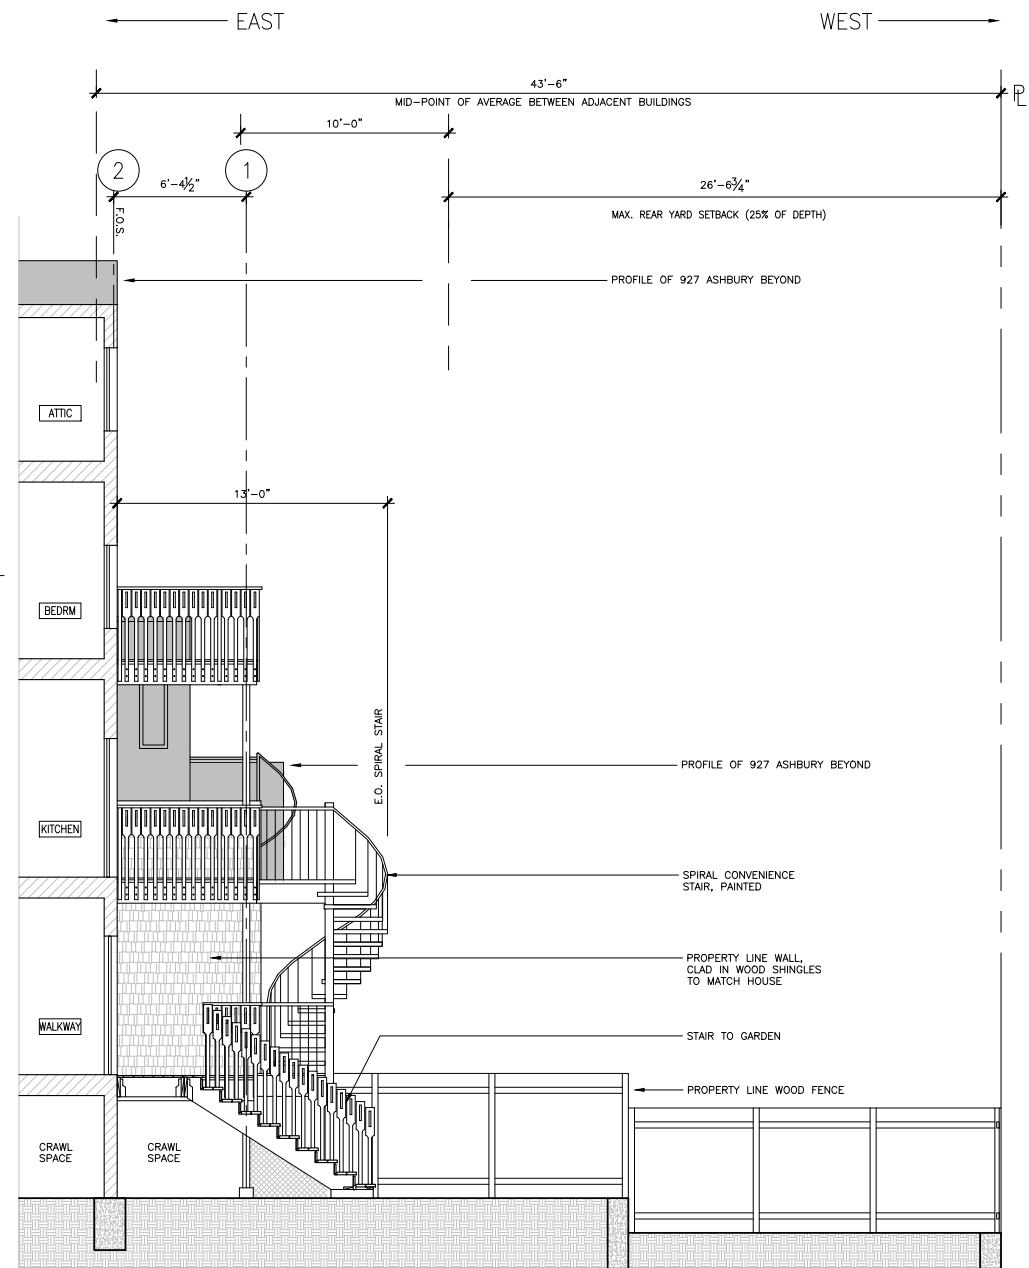 EAST
WEST
43'-6"
PL
MID-POINT OF AVERAGE BETWEEN ADJACENT BUILDINGS
10'-0"
2
1
6'-4½"
26'-6¾"
F.O.S.
MAX. REAR YARD SETBACK (25% OF DEPTH)
PROFILE OF 927 ASHBURY BEYOND
ATTIC
13'-0"
BEDRM
E.O. SPIRAL STAIR
PROFILE OF 927 ASHBURY BEYOND
KITCHEN
SPIRAL CONVENIENCE
STAIR, PAINTED
PROPERTY LINE WALL,
CLAD IN WOOD SHINGLES
TO MATCH HOUSE
WALKWAY
STAIR TO GARDEN
PROPERTY LINE WOOD FENCE
CRAWL
SPACE
CRAWL
SPACE